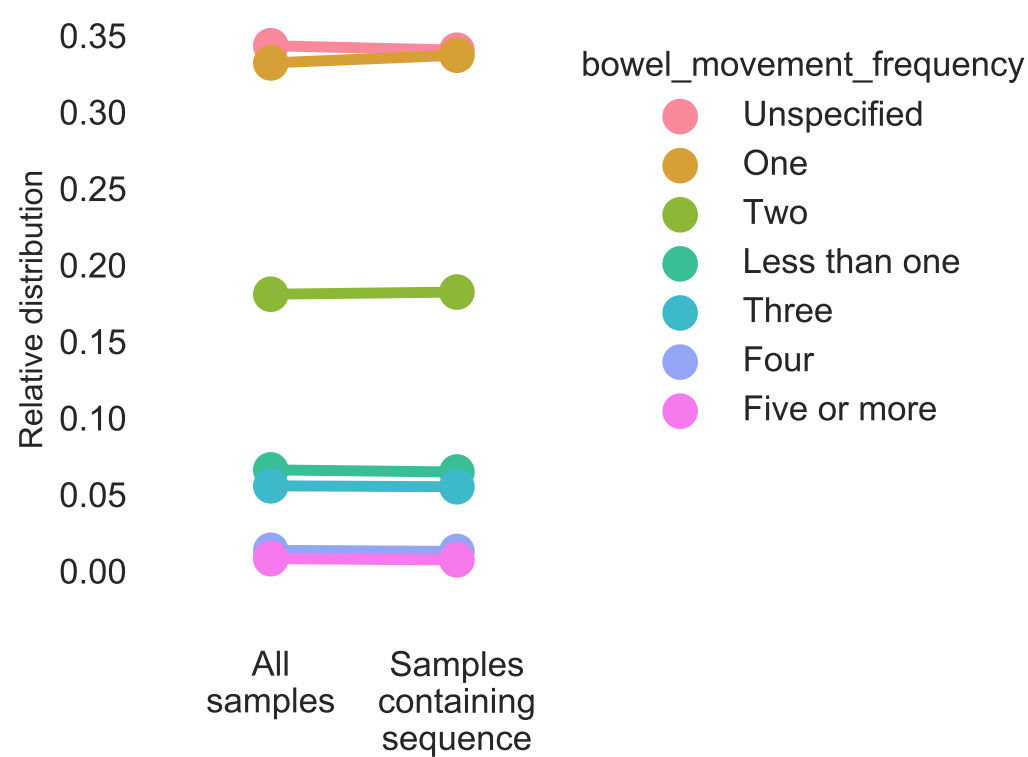 0.35
0.30
0.25
0.20
0.15
0.10
0.05
0.00
Relative distribution
All
samples
Samples
containing
sequence
bowel_movement_frequency
Unspecified
One
Two
Less than one
Three
Four
Five or more